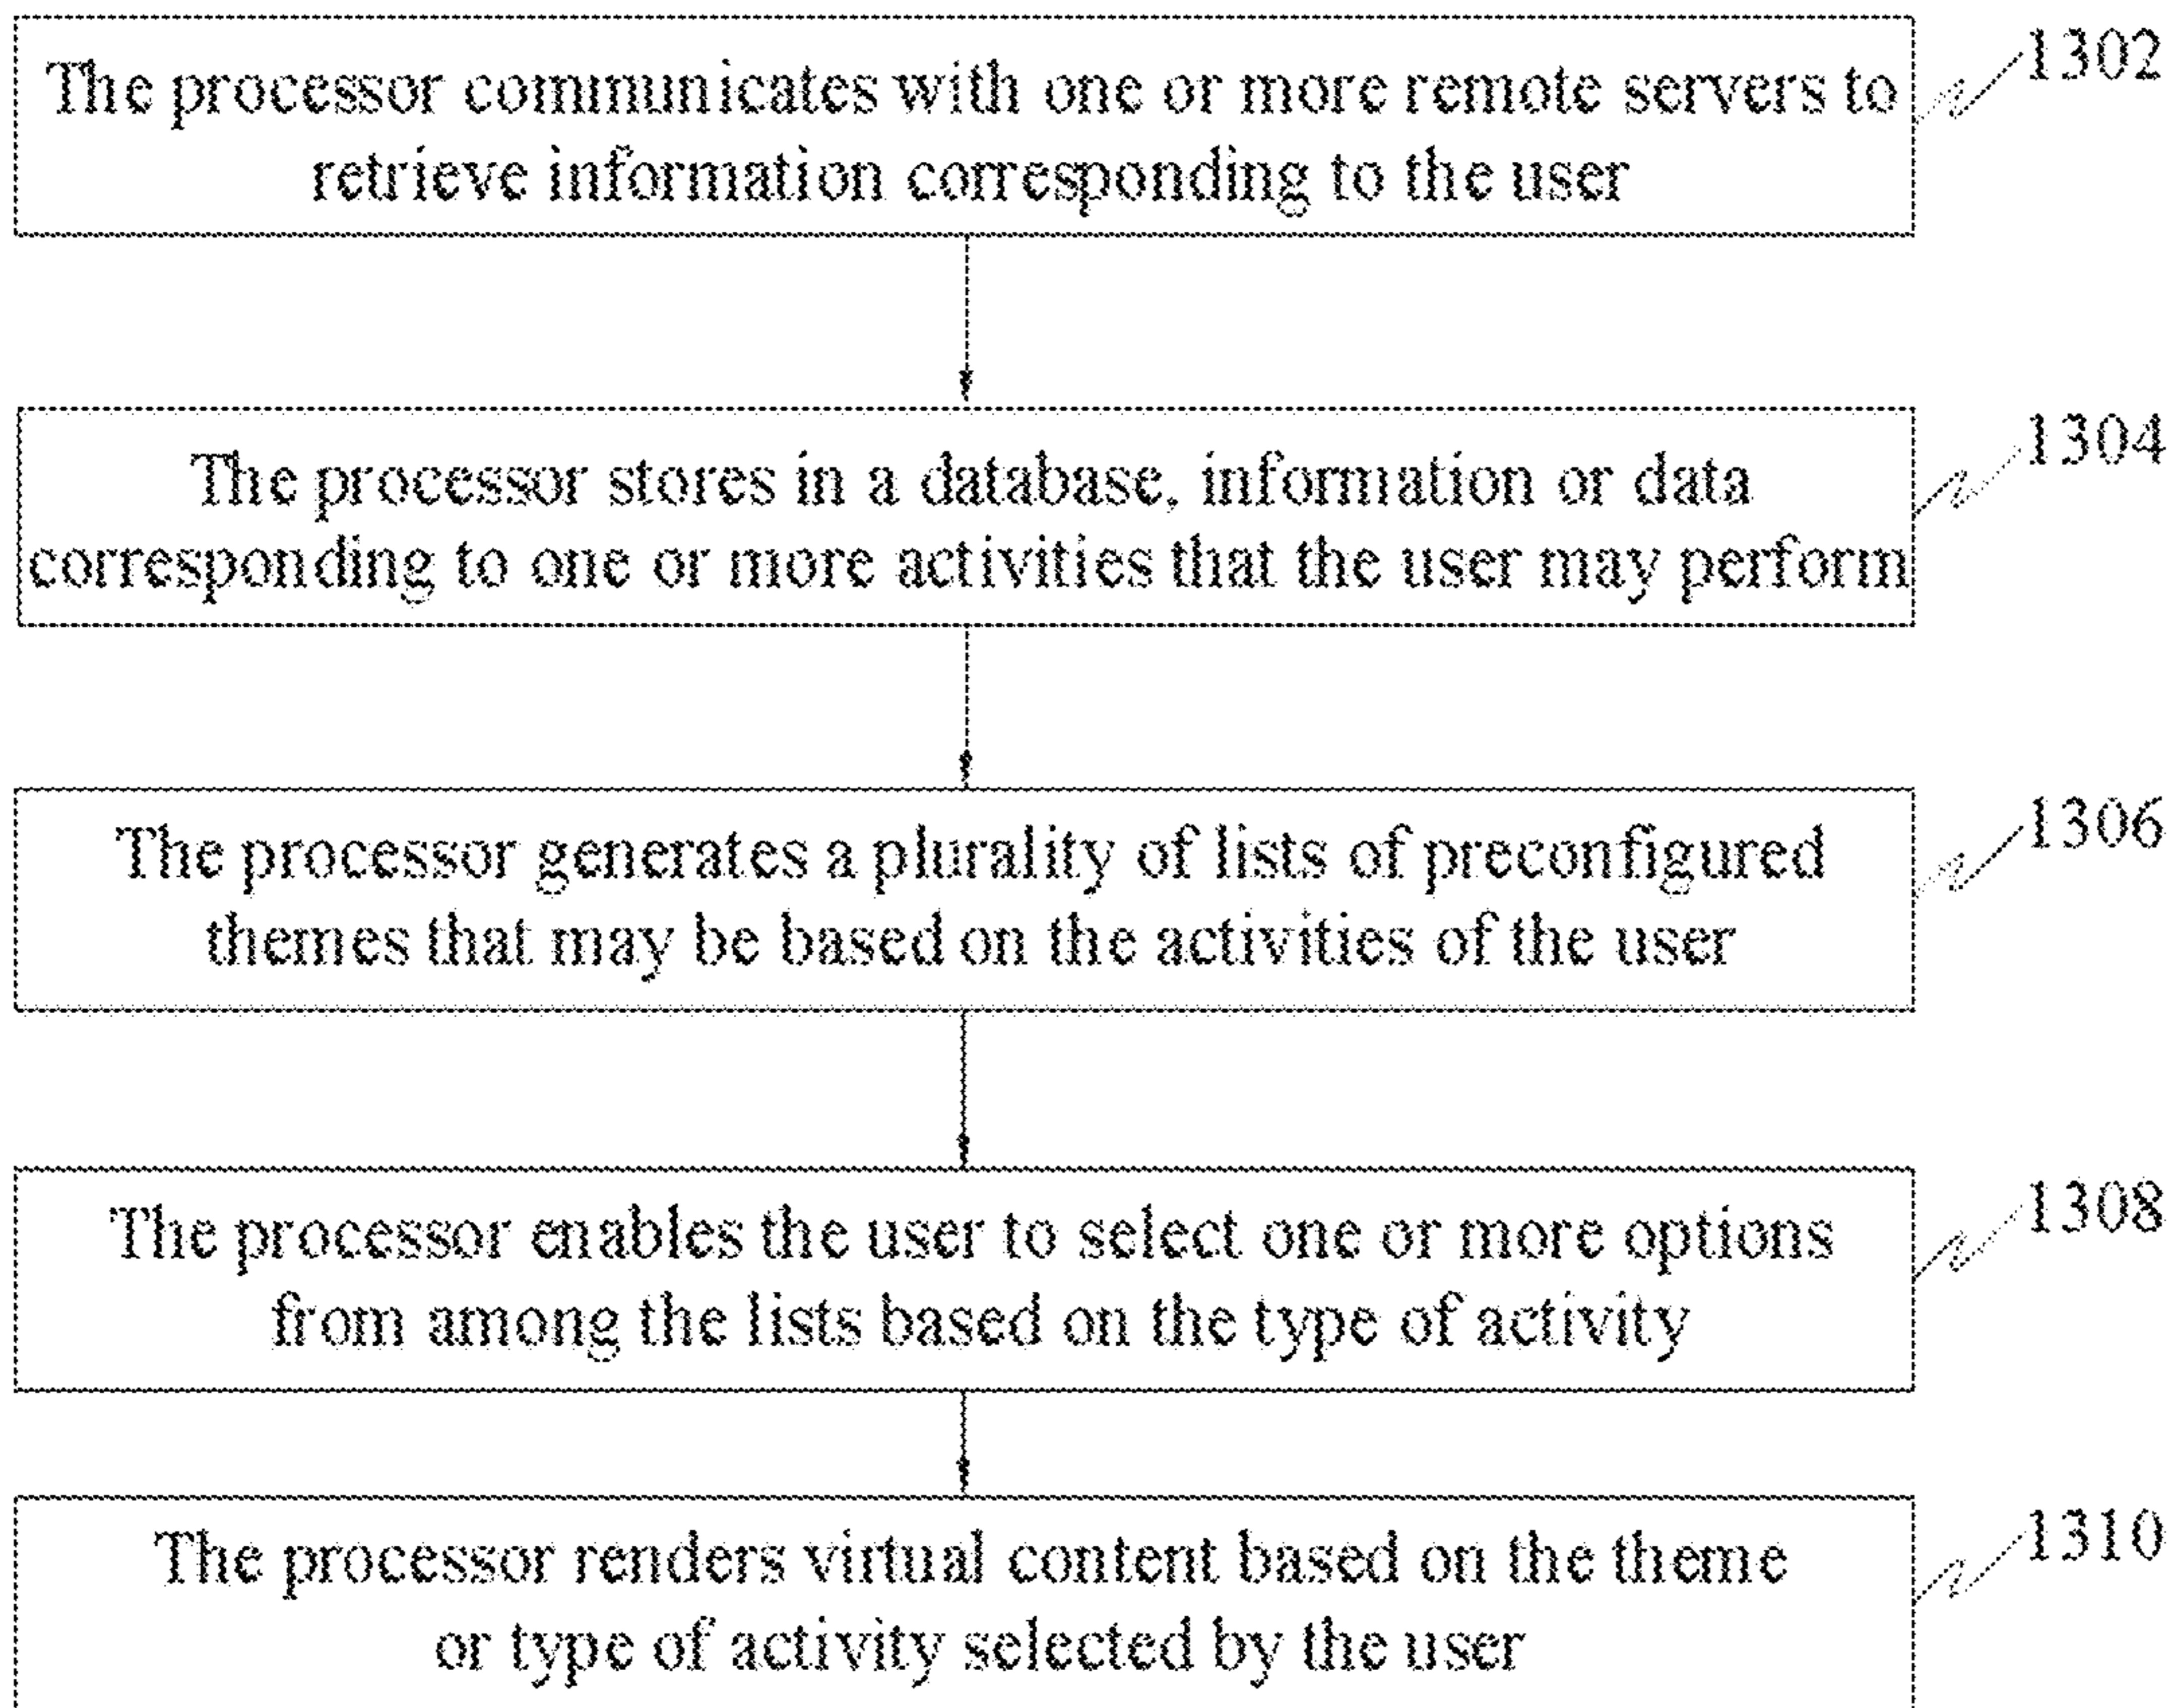 The processor communicates with one or more remote servers to
retrieve information corresponding to the user
1302
The processor stores in a database, information or data
corresponding to one or more activities that the user may perform
1304
The processor generates a plurality of lists of preconfigured
themes that may be based on the activities of the user
1306
The processor enables the user to select one or more options
from among the lists based on the type of activity
1308
The processor renders virtual content based on the theme
or type of activity selected by the user
1310